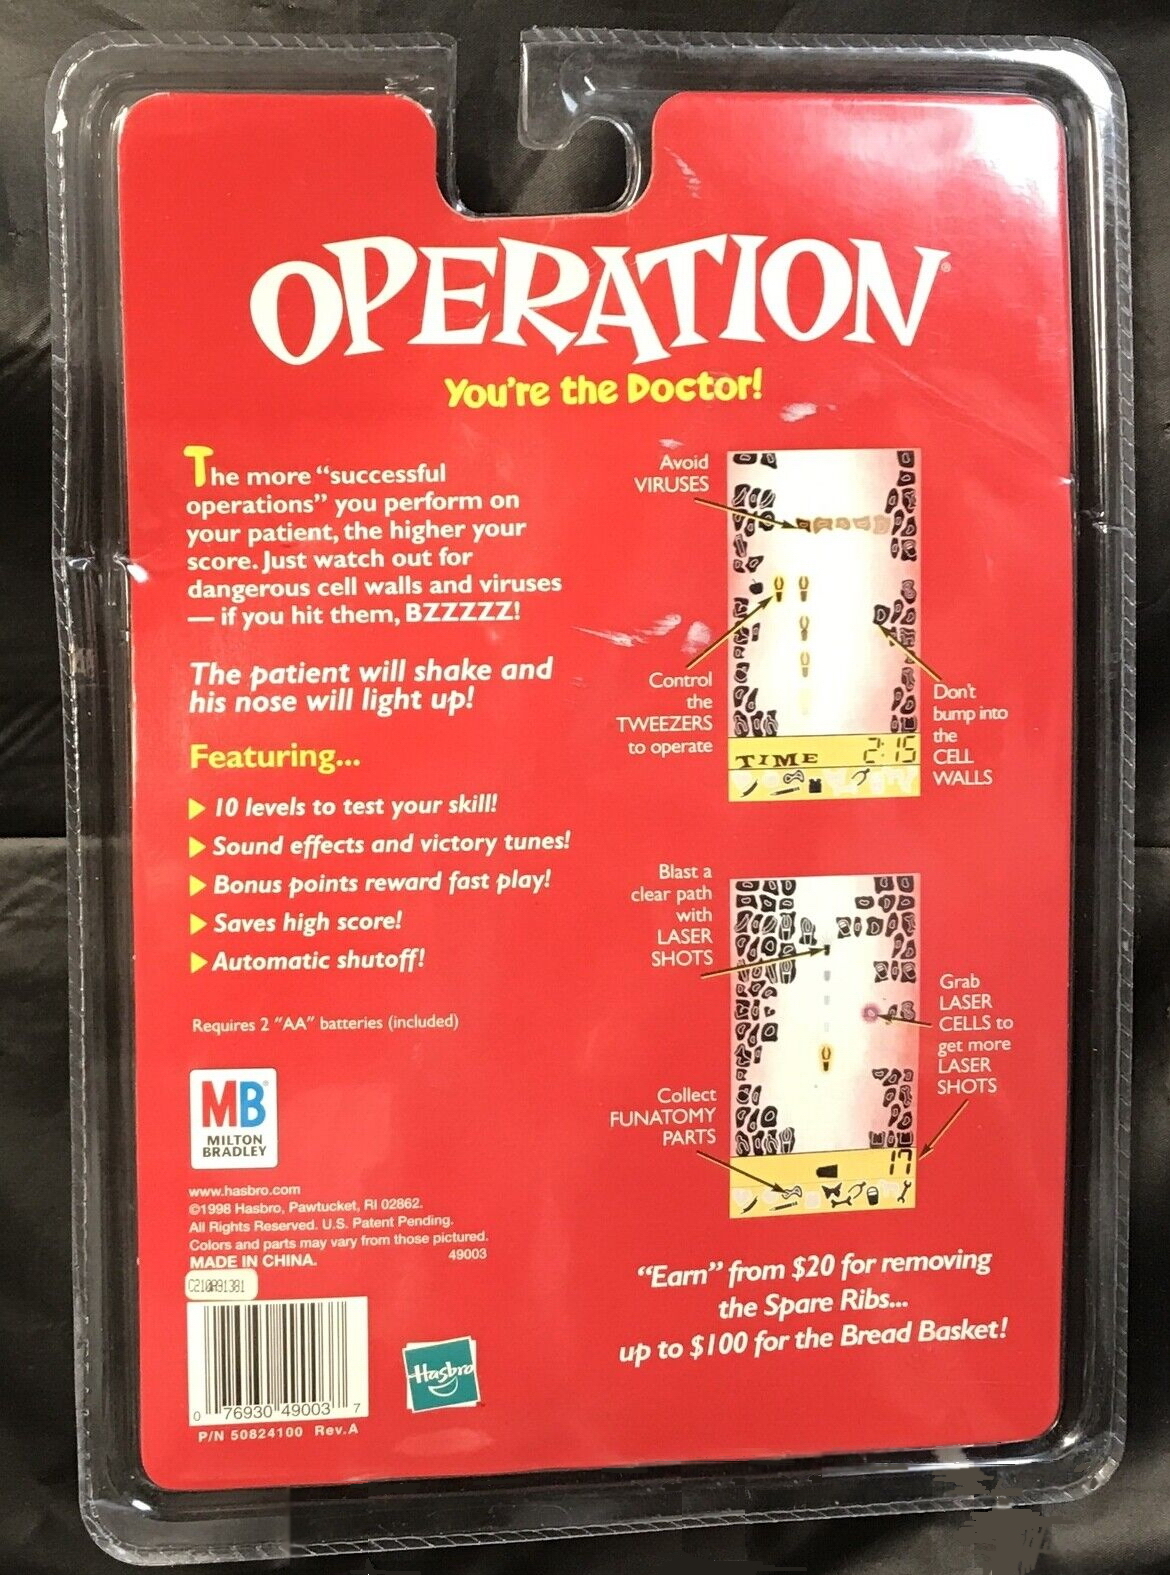 OPERATION®
You're the Doctor!
The more “successful
operations” you perform on
your patient, the higher your
score. Just watch out for
dangerous cell walls and viruses
— if you hit them, BZZZZZ!
The patient will shake and
his nose will light up!
Featuring...
10 levels to test your skill!
Sound effects and victory tunes!
Bonus points reward fast play!
Saves high score!
Automatic shutoff!
Requires 2 "AA" batteries (included)
MB®
MILTON
BRADLEY
www.hasbro.com
©1998 Hasbro, Pawtucket, RI 02862.
All Rights Reserved. U.S. Patent Pending.
Colors and parts may vary from those pictured.
MADE IN CHINA. 49003
0 76930 49003 7
P/N 50824100 Rev.A
Hasbro
Avoid
VIRUSES
Control
the
TWEEZERS
to operate
Don't
bump into
the
CELL
WALLS
TIME 2:15
Blast a
clear path
with
LASER
SHOTS
Grab
LASER
CELLS to
get more
LASER
SHOTS
Collect
FUNATOMY
PARTS
17
“Earn” from $20 for removing
the Spare Ribs...
up to $100 for the Bread Basket!